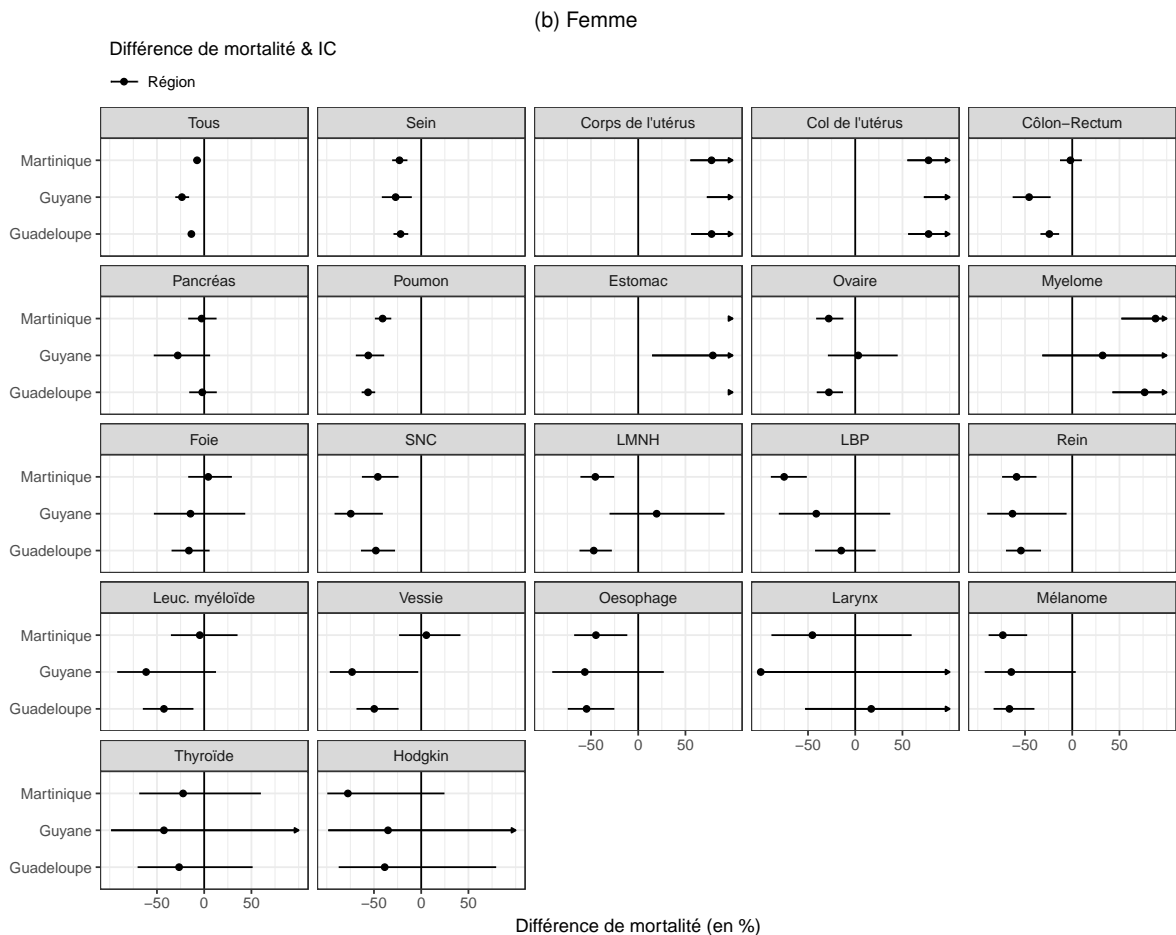 (b) Femme
Différence de mortalité & IC
Région
Tous Sein Corps de l'utérus Col de l'utérus Côlon−Rectum
Martinique
Guyane
Guadeloupe
Pancréas Poumon Estomac Ovaire Myelome
Martinique
Guyane
Guadeloupe
Foie SNC LMNH LBP Rein
Martinique
Guyane
Guadeloupe
Leuc. myéloïde Vessie Oesophage Larynx Mélanome
Martinique
Guyane
Guadeloupe
−50 0 50 −50 0 50 −50 0 50
Thyroïde Hodgkin
Martinique
Guyane
Guadeloupe
−50 0 50 −50 0 50
Différence de mortalité (en %)